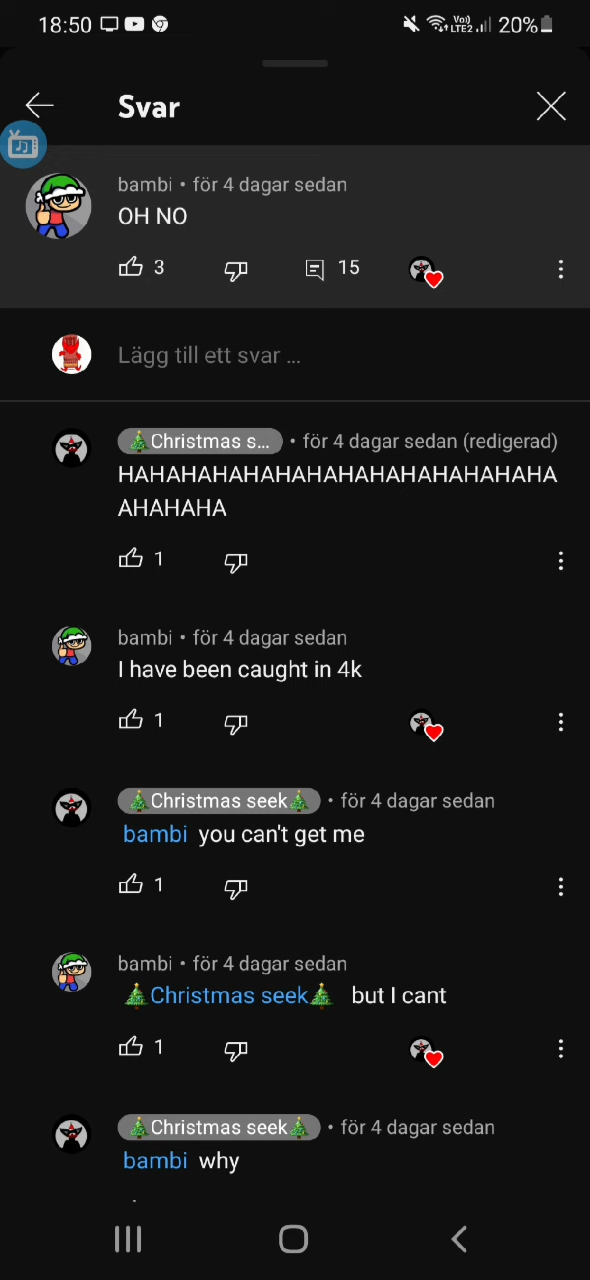 18:50 Vo) LTE2 20%
Svar
bambi • för 4 dagar sedan
OH NO
3 15
Lägg till ett svar ...
🎄Christmas s... • för 4 dagar sedan (redigerad)
HAHAHAHAHAHAHAHAHAHAHAHAHAHA
AHAHAHA
1
bambi • för 4 dagar sedan
I have been caught in 4k
1
🎄Christmas seek🎄 • för 4 dagar sedan
bambi you can't get me
1
bambi • för 4 dagar sedan
🎄Christmas seek🎄 but I cant
1
🎄Christmas seek🎄 • för 4 dagar sedan
bambi why